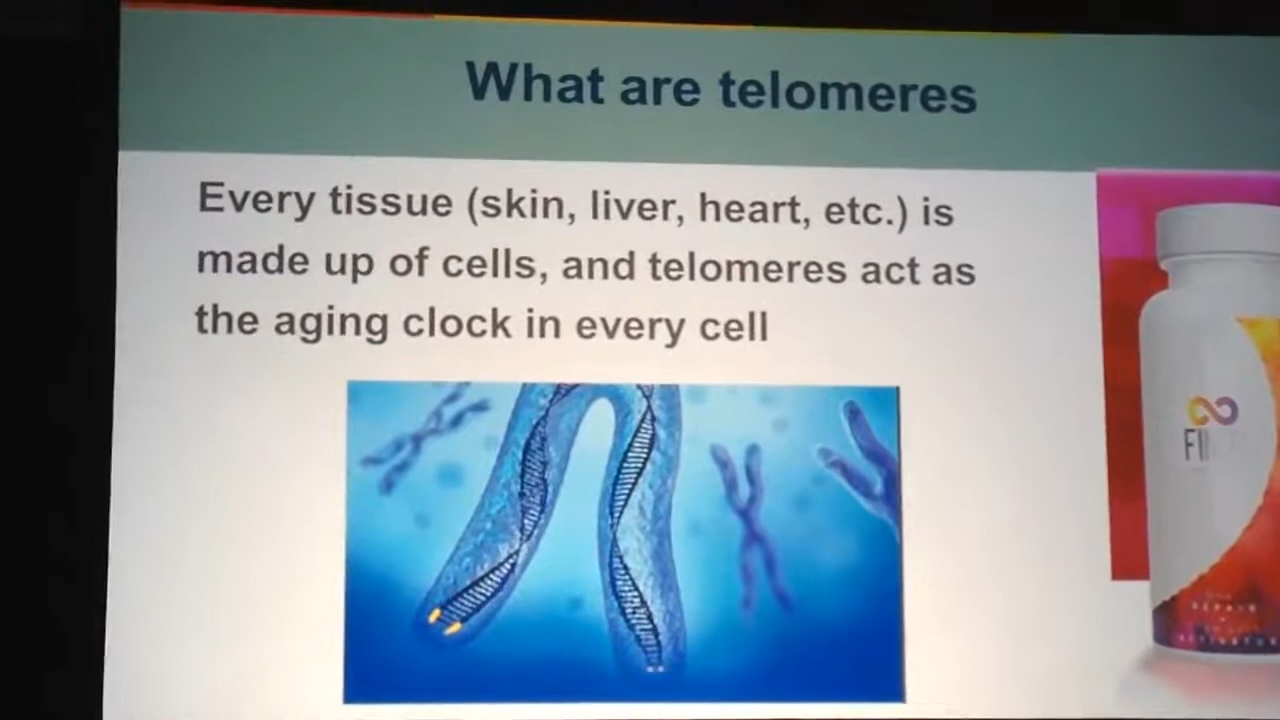 What are telomeres
Every tissue (skin, liver, heart, etc.) is
made up of cells, and telomeres act as
the aging clock in every cell
REPAIR